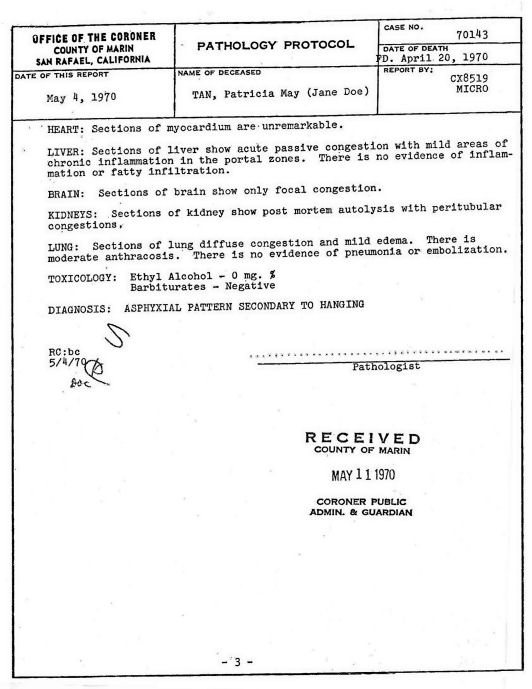 OFFICE OF THE CORONER
COUNTY OF MARIN
SAN RAFAEL, CALIFORNIA
PATHOLOGY PROTOCOL
CASE NO.
70143
DATE OF DEATH
FD. April 20, 1970
DATE OF THIS REPORT
May 4, 1970
NAME OF DECEASED
TAN, Patricia May (Jane Doe)
REPORT BY:
CX8519
MICRO
HEART: Sections of myocardium are unremarkable.
LIVER: Sections of liver show acute passive congestion with mild areas of
chronic inflammation in the portal zones. There is no evidence of inflam-
mation or fatty infiltration.
BRAIN: Sections of brain show only focal congestion.
KIDNEYS: Sections of kidney show post mortem autolysis with peritubular
congestions.
LUNG: Sections of lung diffuse congestion and mild edema. There is
moderate anthracosis. There is no evidence of pneumonia or embolization.
TOXICOLOGY: Ethyl Alcohol - 0 mg. %
Barbiturates - Negative
DIAGNOSIS: ASPHYXIAL PATTERN SECONDARY TO HANGING
RC:bc
5/4/70
Pathologist
RECEIVED
COUNTY OF MARIN
MAY 11 1970
CORONER PUBLIC
ADMIN. & GUARDIAN
- 3 -